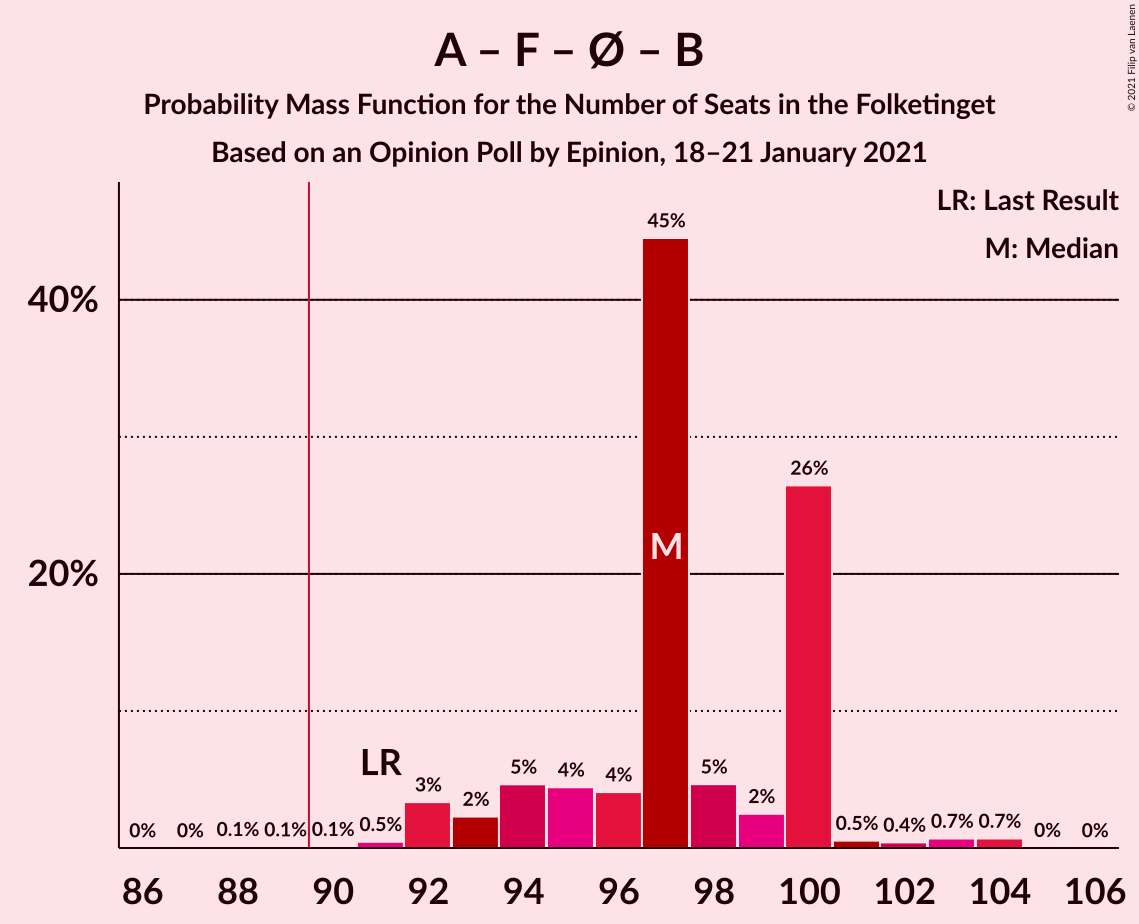 A – F – Ø – B
Probability Mass Function for the Number of Seats in the Folketinget
Based on an Opinion Poll by Epinion, 18–21 January 2021
© 2021 Filip van Laenen
LR: Last Result
M: Median
40%
20%
0%
0%
0.1%
0.1%
0.1%
0.5%
LR
3%
2%
5%
4%
4%
45%
M
5%
2%
26%
0.5%
0.4%
0.7%
0.7%
0%
0%
86 88 90 92 94 96 98 100 102 104 106